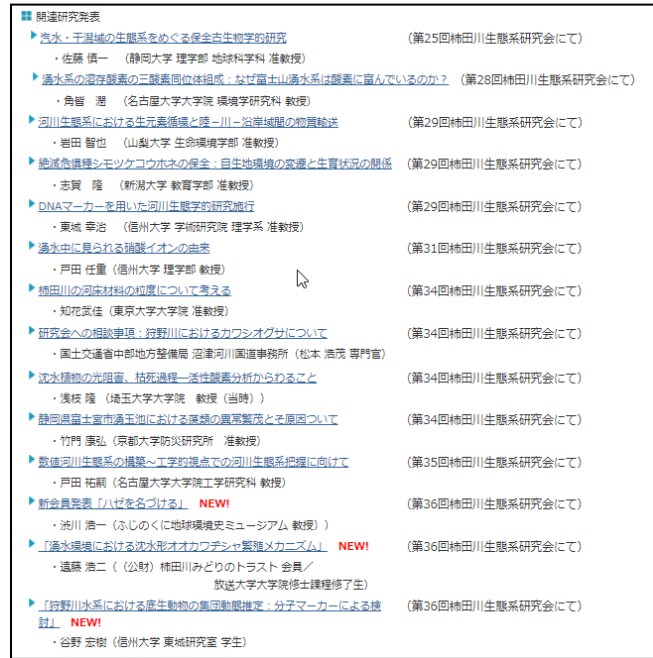 関連研究発表
汽水・干潟域の生態系をめぐる保全古生物学的研究 (第25回柿田川生態系研究会にて)
・佐藤 慎一 (静岡大学 理学部 地球科学科 准教授)
湧水系の溶存酸素の三酸素同位体組成：なぜ富士山湧水系は酸素に富んでいるのか？ (第28回柿田川生態系研究会にて)
・角皆 潤 (名古屋大学大学院 環境学研究科 教授)
河川生態系における生元素循環と陸－川－沿岸域間の物質輸送 (第29回柿田川生態系研究会にて)
・岩田 智也 (山梨大学 生命環境学部 准教授)
絶滅危惧種シモツケコウホネの保全：自生地環境の変遷と生育状況の関係 (第29回柿田川生態系研究会にて)
・志賀 隆 (新潟大学 教育学部 准教授)
DNAマーカーを用いた河川生態学的研究施行 (第29回柿田川生態系研究会にて)
・東城 幸治 (信州大学 学術研究院 理学系 准教授)
湧水中に見られる硝酸イオンの由来 (第31回柿田川生態系研究会にて)
・戸田 任重(信州大学 理学部 教授)
柿田川の河床材料の粒度について考える (第34回柿田川生態系研究会にて)
・知花武佳(東京大学大学院 准教授)
研究会への相談事項：狩野川におけるカワシオグサについて (第34回柿田川生態系研究会にて)
・国土交通省中部地方整備局 沼津河川国道事務所（松本 浩茂 専門官）
沈水植物の光阻害、枯死過程―活性酸素分析からわること (第34回柿田川生態系研究会にて)
・浅枝 隆（埼玉大学大学院 教授（当時））
静岡県富士宮市湧玉池における藻類の異常繁茂とその原因ついて (第34回柿田川生態系研究会にて)
・竹門 康弘(京都大学防災研究所 准教授)
数値河川生態系の構築～工学的視点での河川生態系把握に向けて (第35回柿田川生態系研究会にて)
・戸田 祐嗣(名古屋大学大学院工学研究科 教授)
新会員発表「ハゼを名づける」 NEW! (第36回柿田川生態系研究会にて)
・渋川 浩一(ふじのくに地球環境史ミュージアム 教授））
「湧水環境における沈水形オオカワヂシャ繁殖メカニズム」 NEW! (第36回柿田川生態系研究会にて)
・遠藤 浩二（（公財）柿田川みどりのトラスト 会員／
放送大学大学院修士課程修了生）
「狩野川水系における底生動物の集団動態推定：分子マーカーによる検 (第36回柿田川生態系研究会にて)
討」 NEW!
・谷野 宏樹(信州大学 東城研究室 学生)